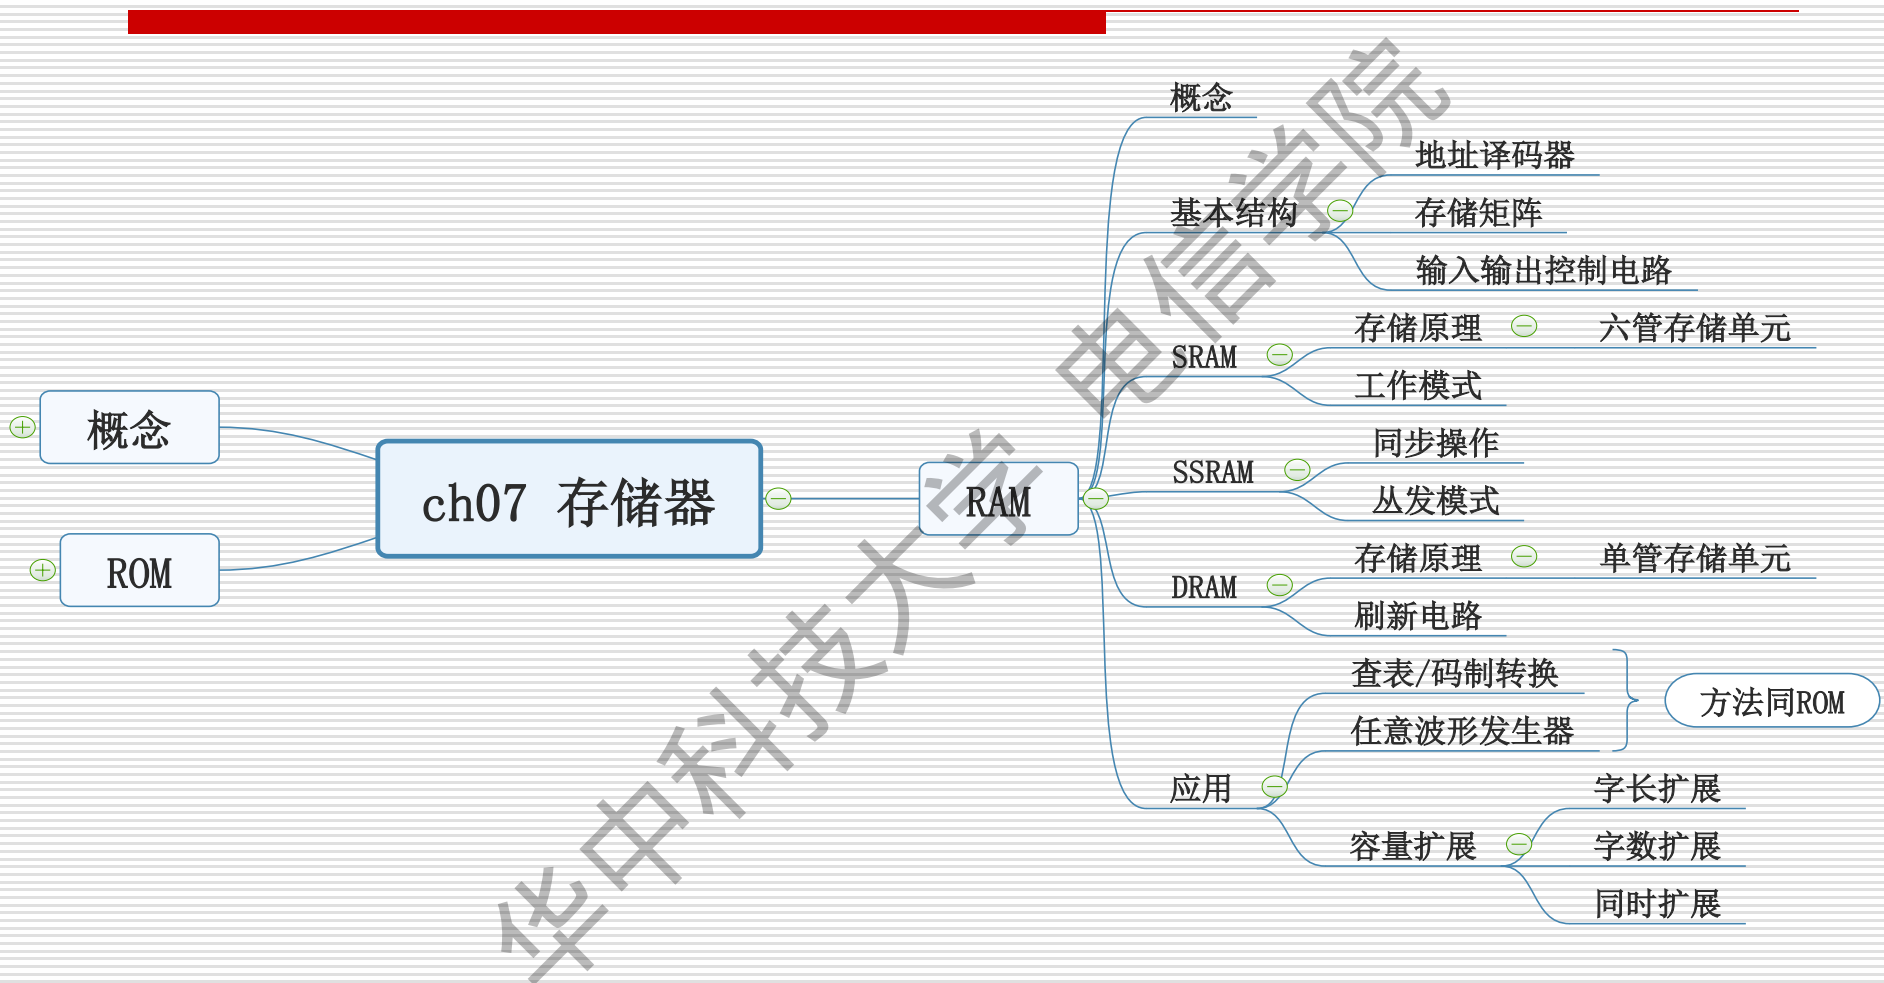 概念
ROM
ch07 存储器
RAM
概念
基本结构
地址译码器
存储矩阵
输入输出控制电路
SRAM
存储原理
六管存储单元
工作模式
SSRAM
同步操作
丛发模式
DRAM
存储原理
单管存储单元
刷新电路
应用
查表/码制转换
任意波形发生器
方法同ROM
容量扩展
字长扩展
字数扩展
同时扩展
华中科技大学 电信学院